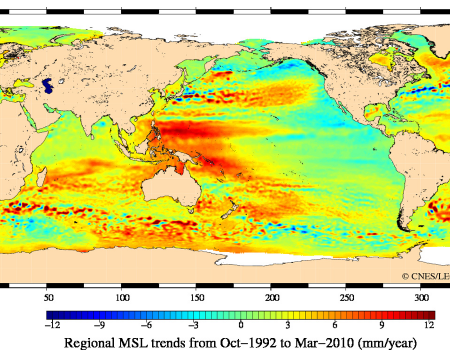 © CNES/LE
50 100 150 200 250 300
−12 −9 −6 −3 0 3 6 9 12
Regional MSL trends from Oct−1992 to Mar−2010 (mm/year)